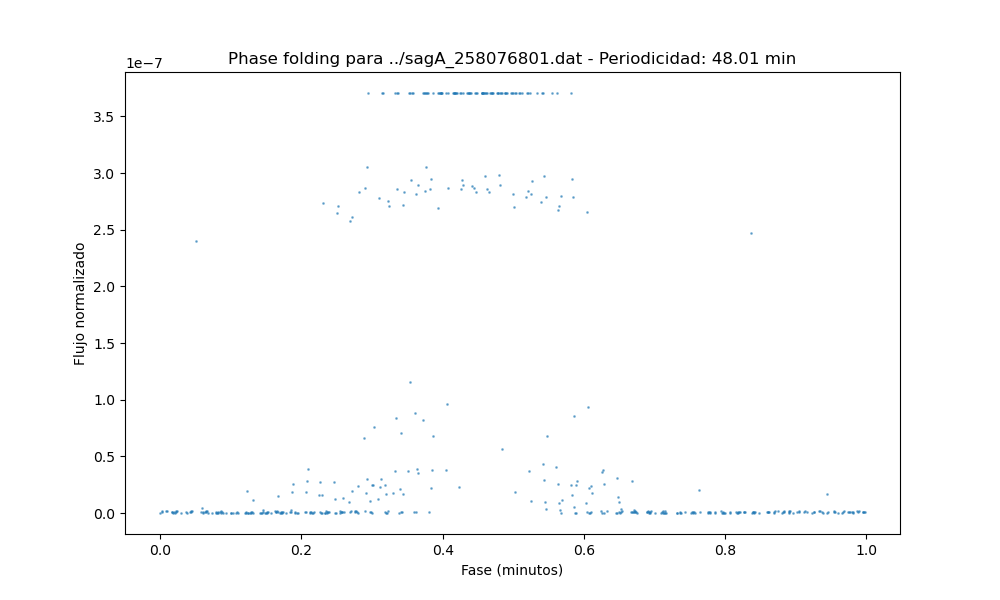 Phase folding para ../sagA_258076801.dat - Periodicidad: 48.01 min
1e−7
3.5
3.0
2.5
2.0
1.5
1.0
0.5
0.0
Flujo normalizado
0.0 0.2 0.4 0.6 0.8 1.0
Fase (minutos)